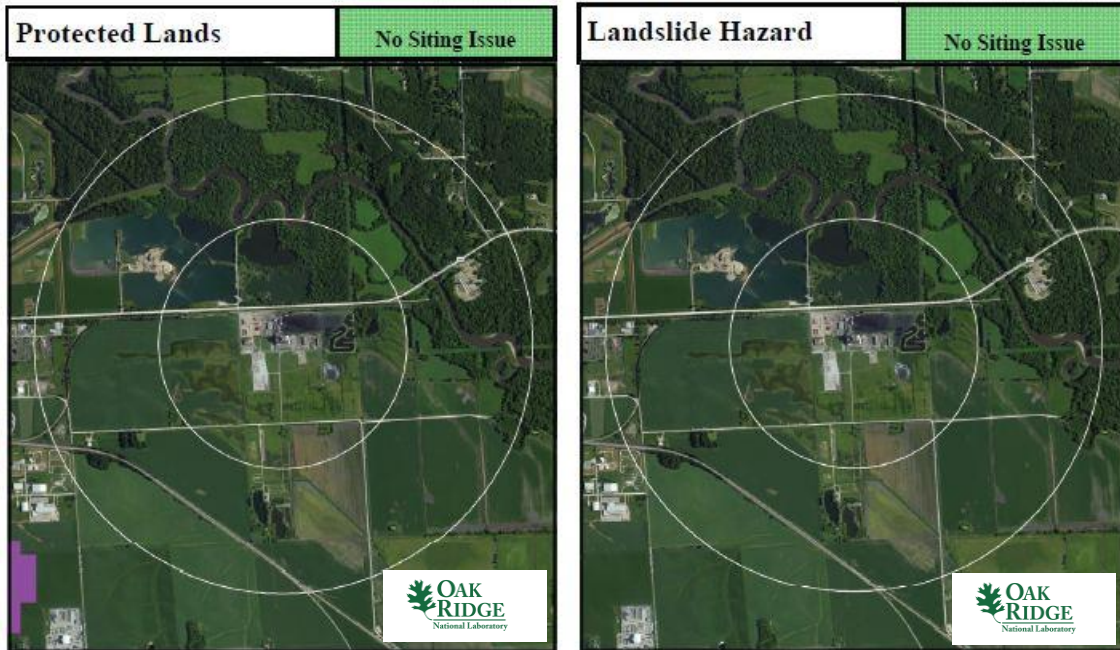 Protected Lands
No Siting Issue
Landslide Hazard
No Siting Issue
OAK
RIDGE
National Laboratory
OAK
RIDGE
National Laboratory